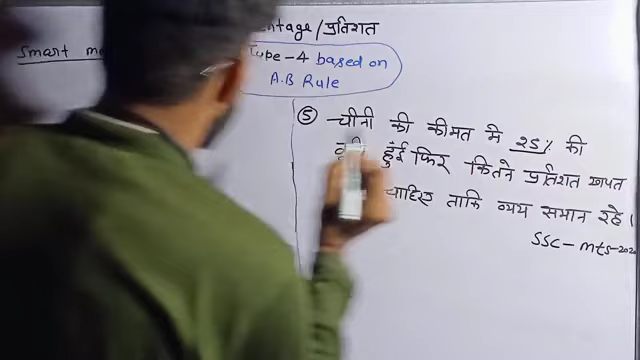 ntage/प्रतिशत
Smart me
Type-4 based on
A.B Rule
⑤ चीनी की कीमत मे 25% की
हुई फिर कितने प्रतिशत खपत
चाहिए ताकि व्यय समान रहे।
SSC-mts-202